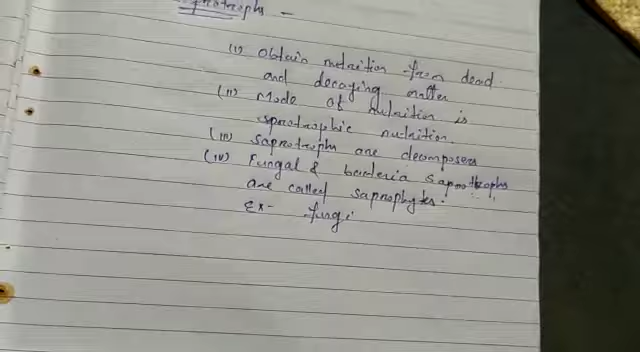 saprotrophs -
(i) Obtain nutrition from dead
and decaying matter
(ii) Mode of nutrition is
saprotrophic nutrition.
(iii) Saprotrophs are decomposers
(iv) Fungal & bacteria saprotrophs
are called saprophytes.
Ex- fungi